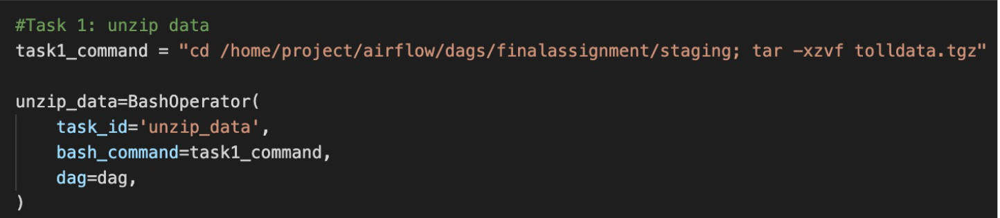 #Task 1: unzip data
task1_command = "cd /home/project/airflow/dags/finalassignment/staging; tar -xzvf tolldata.tgz"
unzip_data=BashOperator(
    task_id='unzip_data',
    bash_command=task1_command,
    dag=dag,
)